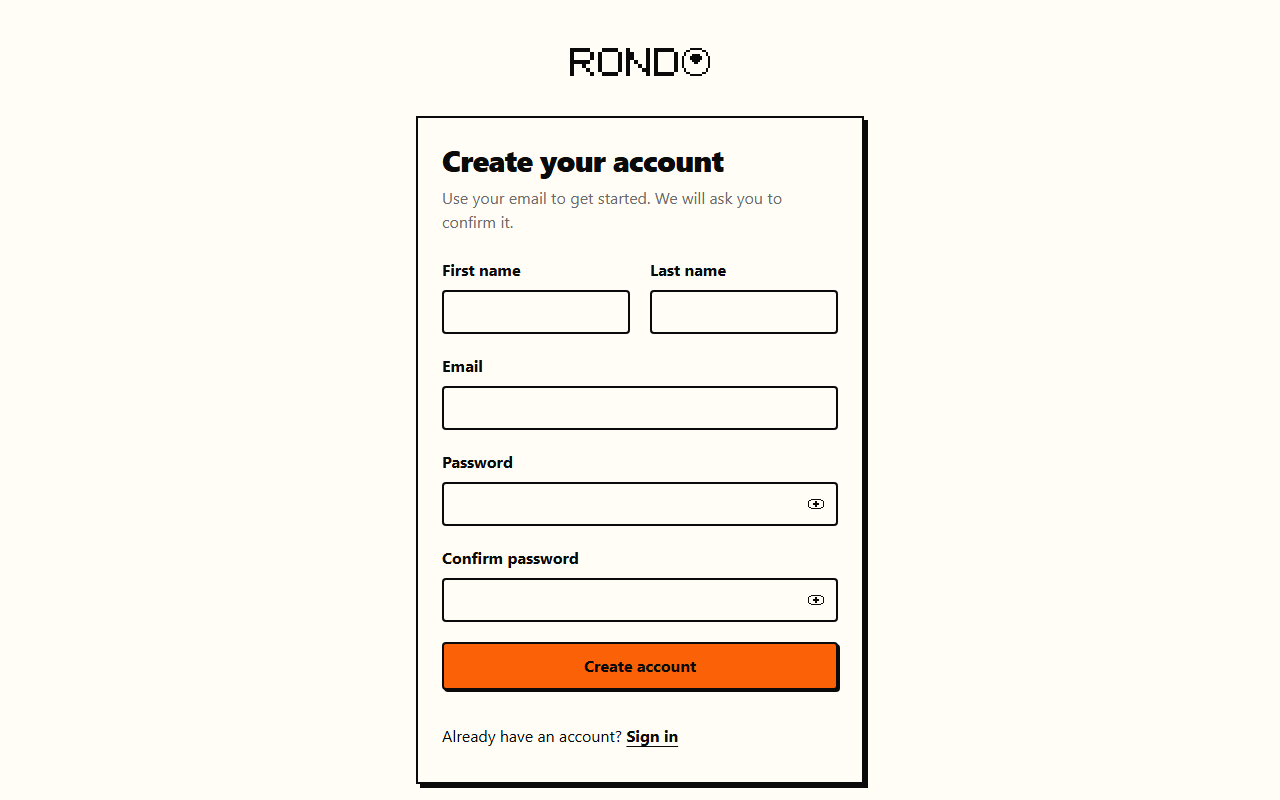 RONDO
Create your account
Use your email to get started. We will ask you to
confirm it.
First name
Last name
Email
Password
Confirm password
Create account
Already have an account? Sign in